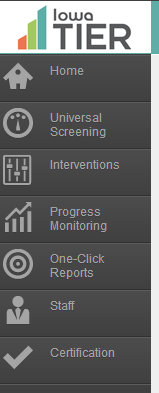 Iowa
TIER
Home
Universal
Screening
Interventions
Progress
Monitoring
One-Click
Reports
Staff
Certification